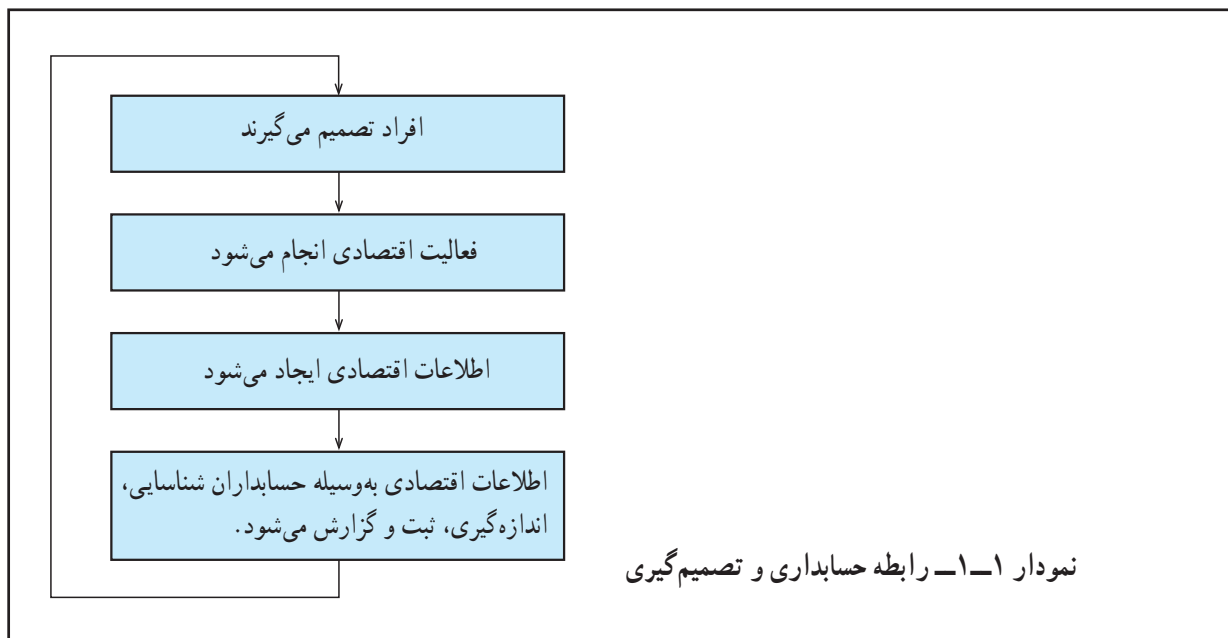 افراد تصمیم می‌گیرند
فعالیت اقتصادی انجام می‌شود
اطلاعات اقتصادی ایجاد می‌شود
اطلاعات اقتصادی به‌وسیله حسابداران شناسایی،
اندازه‌گیری، ثبت و گزارش می‌شود.
نمودار ۱ــ۱ــ رابطه حسابداری و تصمیم‌گیری